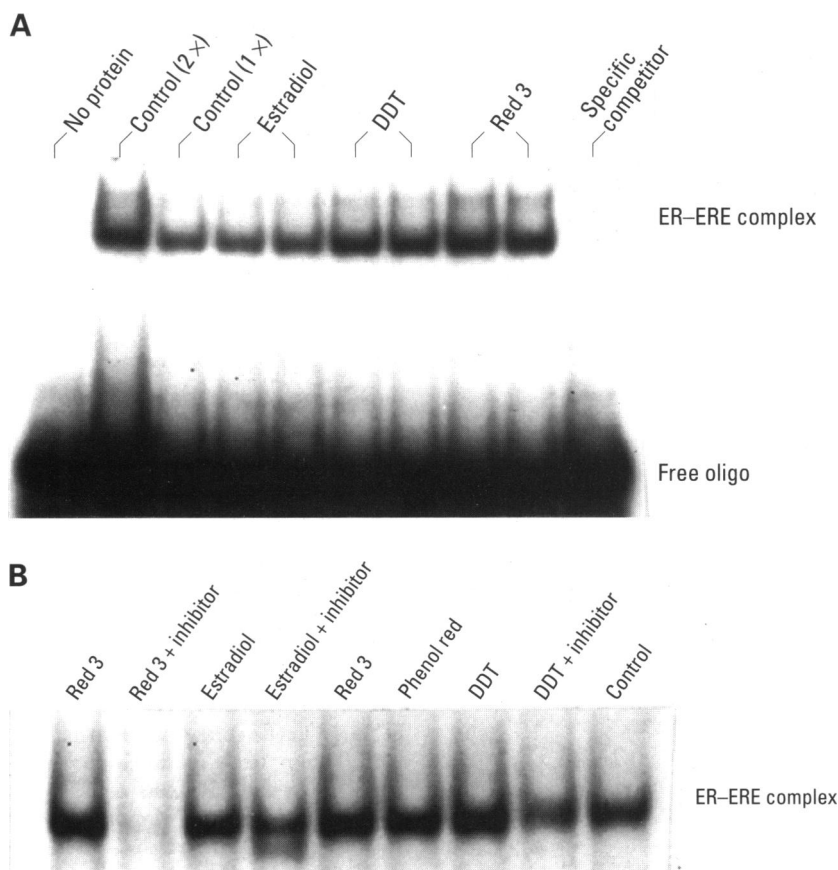 A
No protein
Control (2 ×)
Control (1 ×)
Estradiol
DDT
Red 3
Specific
competitor
ER–ERE complex
Free oligo
B
Red 3
Red 3 + inhibitor
Estradiol
Estradiol + inhibitor
Red 3
Phenol red
DDT
DDT + inhibitor
Control
ER–ERE complex